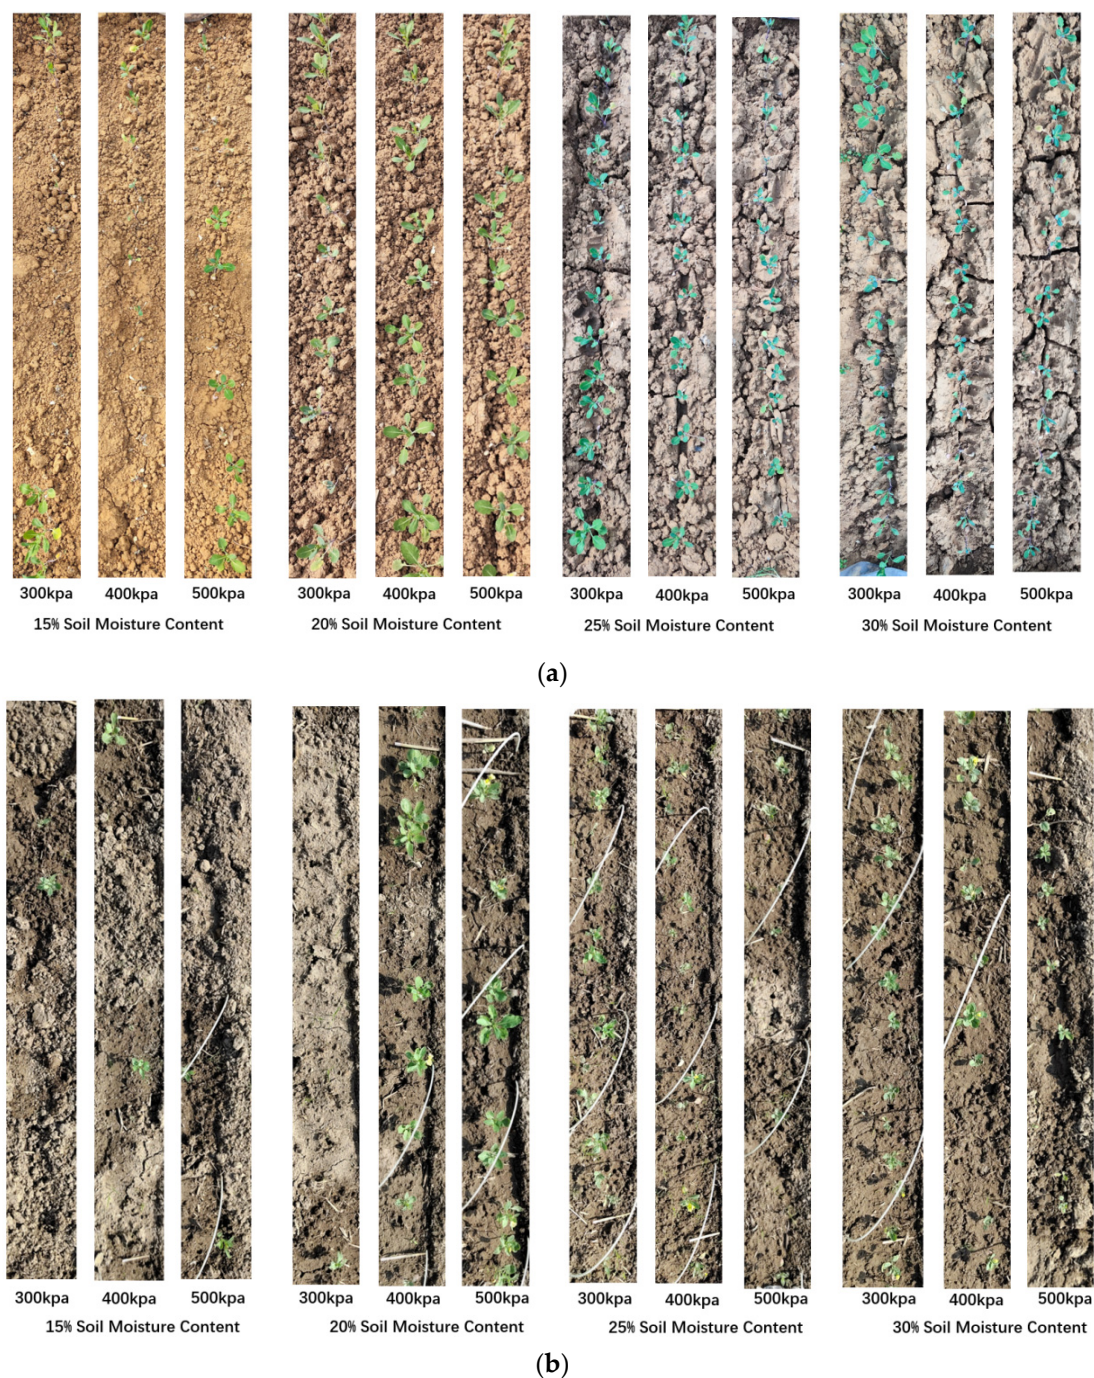 300kpa 400kpa 500kpa 300kpa 400kpa 500kpa 300kpa 400kpa 500kpa 300kpa 400kpa 500kpa
15% Soil Moisture Content 20% Soil Moisture Content 25% Soil Moisture Content 30% Soil Moisture Content
(a)
300kpa 400kpa 500kpa 300kpa 400kpa 500kpa 300kpa 400kpa 500kpa 300kpa 400kpa 500kpa
15% Soil Moisture Content 20% Soil Moisture Content 25% Soil Moisture Content 30% Soil Moisture Content
(b)